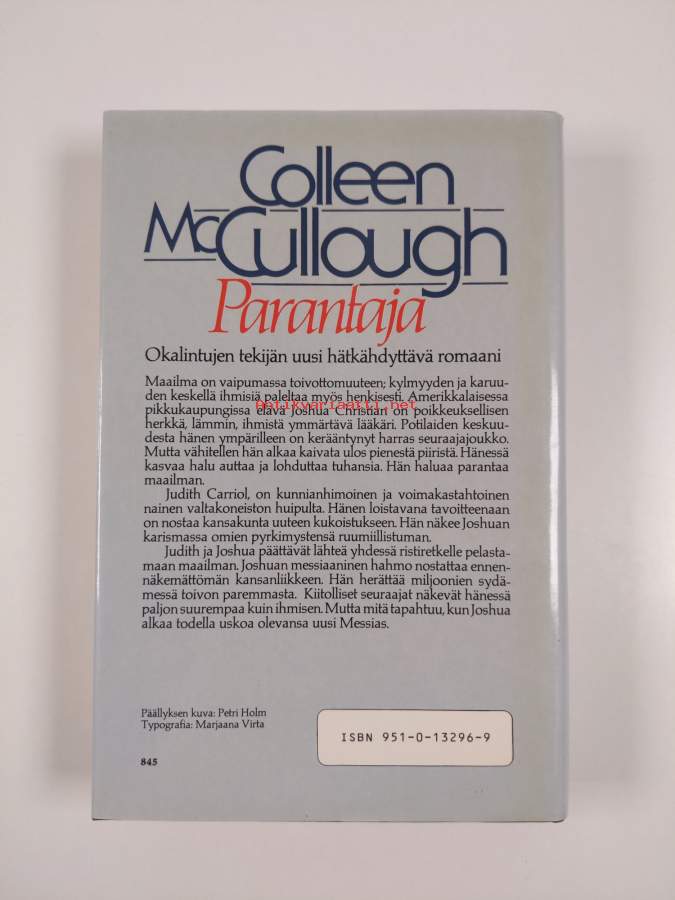 Colleen
McCullough
Parantaja
Okalintujen tekijän uusi hätkähdyttävä romaani
Maailma on vaipumassa toivottomuuteen; kylmyyden ja karuu-
den keskellä ihmisiä paleltaa myös henkisesti. Amerikkalaisessa
antikvariaatti.net
pikkukaupungissa elävä Joshua Christian on poikkeuksellisen
herkkä, lämmin, ihmistä ymmärtävä lääkäri. Potilaiden keskuu-
desta hänen ympärilleen on kerääntynyt harras seuraajajoukko.
Mutta vähitellen hän alkaa kaivata ulos pienestä piiristä. Hänessä
kasvaa halu auttaa ja lohduttaa tuhansia. Hän haluaa parantaa
maailman.
Judith Carriol, on kunnianhimoinen ja voimakastahtoinen
nainen valtakoneiston huipulta. Hänen loistavana tavoitteenaan
on nostaa kansakunta uuteen kukoistukseen. Hän näkee Joshuan
karismassa omien pyrkimystensä ruumiillistuman.
Judith ja Joshua päättävät lähteä yhdessä ristiretkelle pelasta-
maan maailman. Joshuan messiaaninen hahmo nostattaa ennen-
näkemättömän kansanliikkeen. Hän herättää miljoonien sydä-
messä toivon paremmasta. Kiitolliset seuraajat näkevät hänessä
paljon suurempaa kuin ihmisen. Mutta mitä tapahtuu, kun Joshua
alkaa todella uskoa olevansa uusi Messias.
Päällyksen kuva: Petri Holm
Typografia: Marjaana Virta
ISBN 951-0-13296-9
845